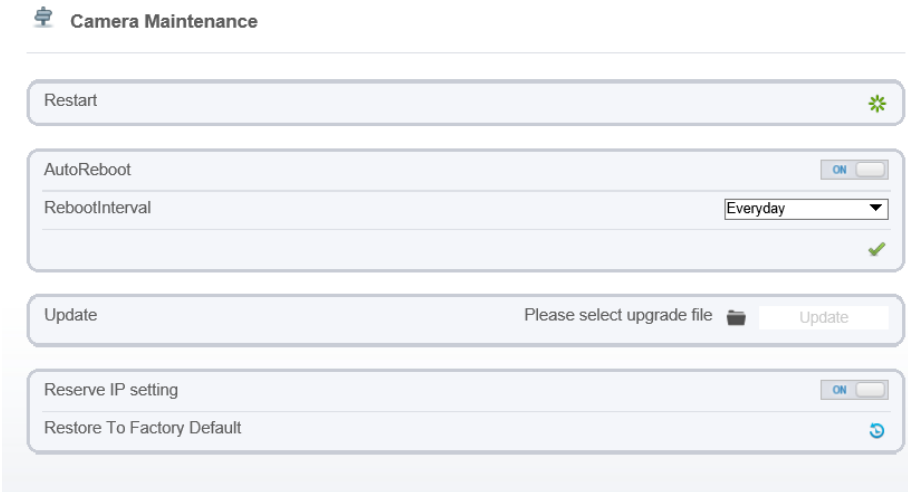 Camera Maintenance
Restart
AutoReboot ON
RebootInterval Everyday
Update Please select upgrade file Update
Reserve IP setting ON
Restore To Factory Default